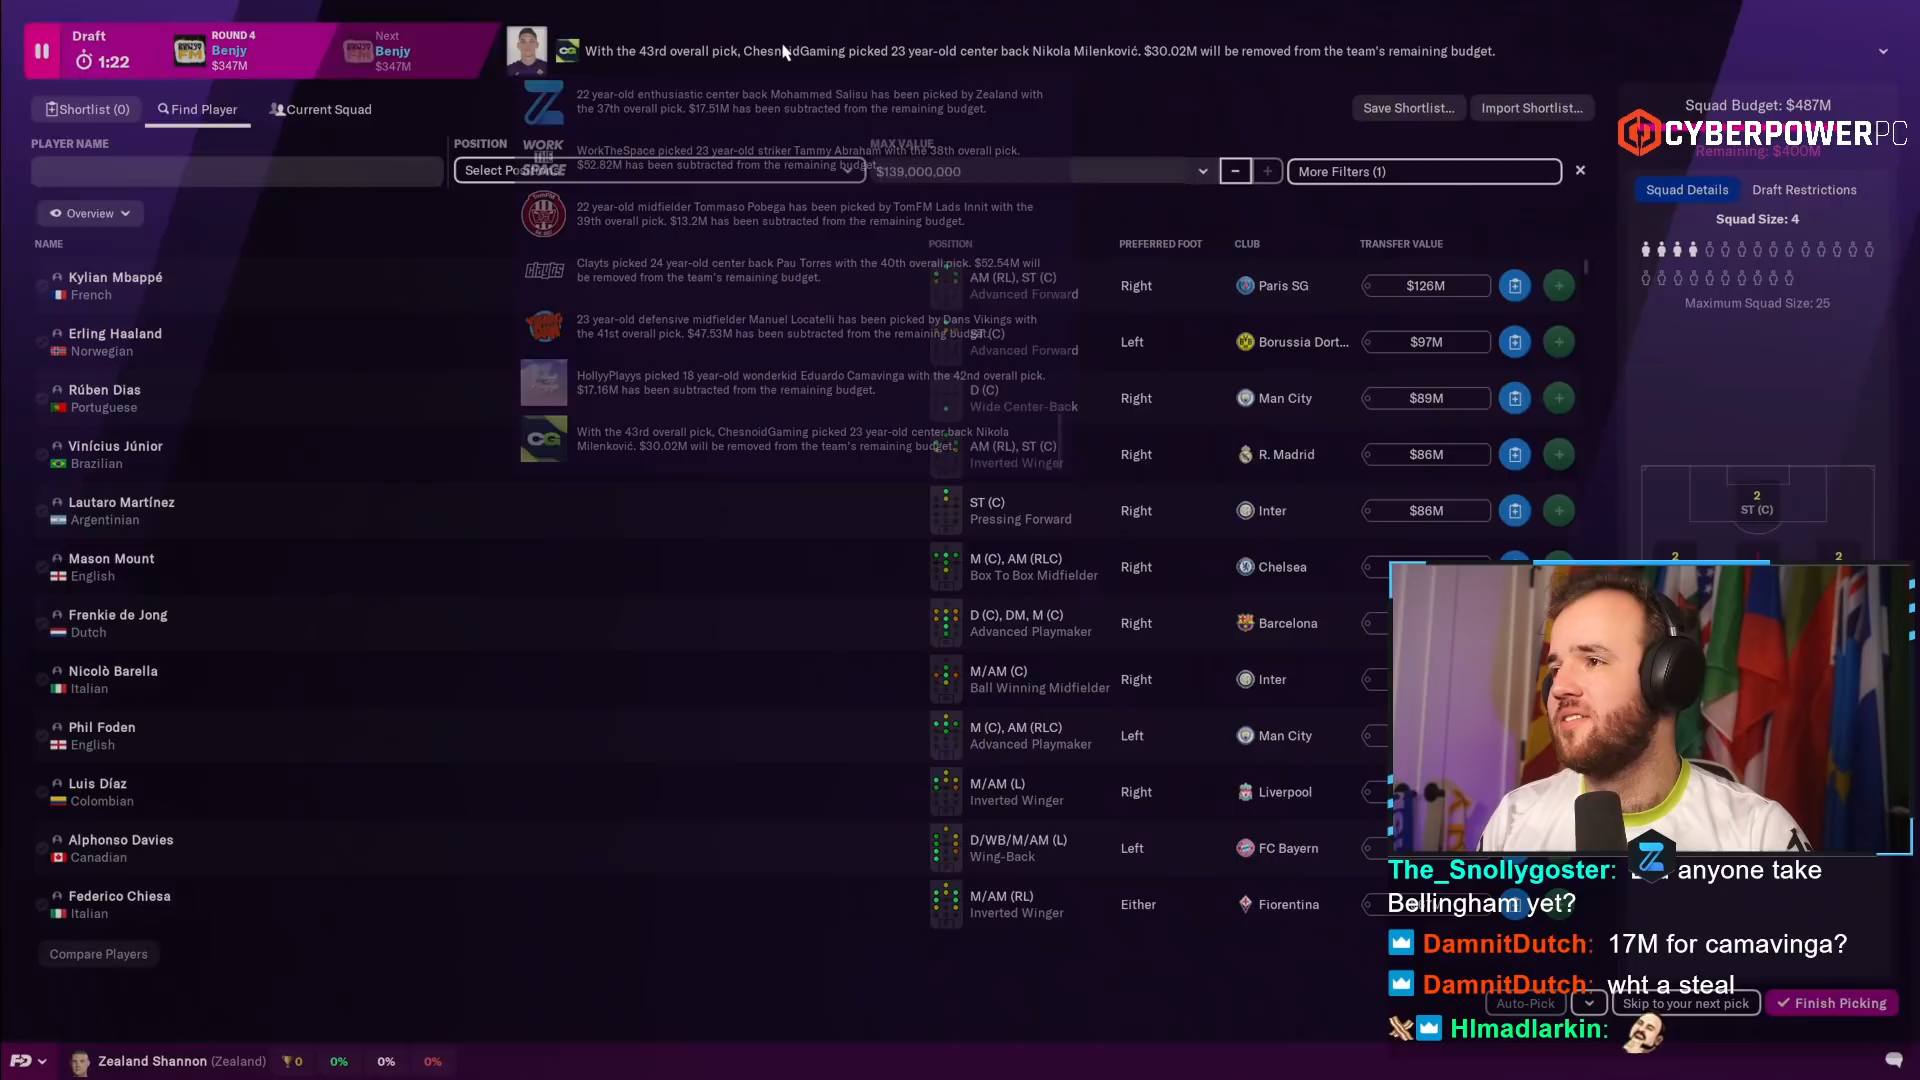 Draft
1:22
ROUND 4
Benjy
$347M
Next
Benjy
$347M
With the 43rd overall pick, ChesnoidGaming picked 23 year-old center back Nikola Milenković. $30.02M will be removed from the team's remaining budget.
Shortlist (0)
Find Player
Current Squad
22 year-old enthusiastic center back Mohammed Salisu has been picked by Zealand with
the 37th overall pick. $17.51M has been subtracted from the remaining budget.
Save Shortlist...
Import Shortlist...
Squad Budget: $487M
CYBERPOWERPC
Remaining: $400M
PLAYER NAME
POSITION
MAX VALUE
WORK THE SPACE
WorkTheSpace picked 23 year-old striker Tammy Abraham with the 38th overall pick.
$52.82M has been subtracted from the remaining budget.
Select Positions
$139,000,000
More Filters (1)
Squad Details
Draft Restrictions
Squad Size: 4
Maximum Squad Size: 25
Overview
22 year-old midfielder Tommaso Pobega has been picked by TomFM Lads Innit with the
39th overall pick. $13.2M has been subtracted from the remaining budget.
NAME
POSITION
PREFERRED FOOT
CLUB
TRANSFER VALUE
clayts
Clayts picked 24 year-old center back Pau Torres with the 40th overall pick. $52.54M will
be removed from the team's remaining budget.
Kylian Mbappé
French
AM (RL), ST (C)
Advanced Forward
Right
Paris SG
$126M
23 year-old defensive midfielder Manuel Locatelli has been picked by Dans Vikings with
the 41st overall pick. $47.53M has been subtracted from the remaining budget.
Erling Haaland
Norwegian
ST (C)
Advanced Forward
Left
Borussia Dort...
$97M
HollyyPlayys picked 18 year-old wonderkid Eduardo Camavinga with the 42nd overall pick.
$17.16M has been subtracted from the remaining budget.
Rúben Dias
Portuguese
D (C)
Wide Center-Back
Right
Man City
$89M
CG
With the 43rd overall pick, ChesnoidGaming picked 23 year-old center back Nikola
Milenković. $30.02M will be removed from the team's remaining budget.
Vinícius Júnior
Brazilian
AM (RL), ST (C)
Inverted Winger
Right
R. Madrid
$86M
Lautaro Martínez
Argentinian
ST (C)
Pressing Forward
Right
Inter
$86M
2
ST (C)
2
2
Mason Mount
English
M (C), AM (RLC)
Box To Box Midfielder
Right
Chelsea
Frenkie de Jong
Dutch
D (C), DM, M (C)
Advanced Playmaker
Right
Barcelona
Nicolò Barella
Italian
M/AM (C)
Ball Winning Midfielder
Right
Inter
Phil Foden
English
M (C), AM (RLC)
Advanced Playmaker
Left
Man City
Luis Díaz
Colombian
M/AM (L)
Inverted Winger
Right
Liverpool
Alphonso Davies
Canadian
D/WB/M/AM (L)
Wing-Back
Left
FC Bayern
Federico Chiesa
Italian
M/AM (RL)
Inverted Winger
Either
Fiorentina
The_Snollygoster: anyone take
Bellingham yet?
DamnitDutch: 17M for camavinga?
DamnitDutch: wht a steal
HImadlarkin:
Compare Players
Auto-Pick
Skip to your next pick
Finish Picking
FD
Zealand Shannon (Zealand)
0
0%
0%
0%